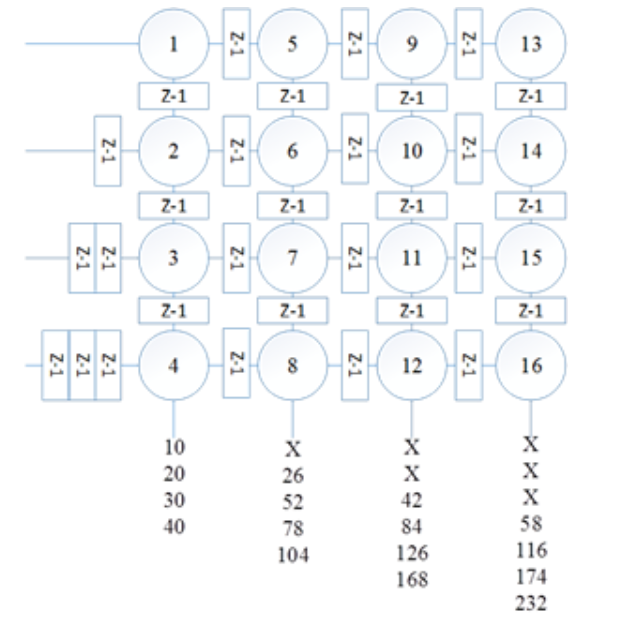 1 Z-1 5 Z-1 9 Z-1 13
Z-1 Z-1 Z-1 Z-1
Z-1 2 Z-1 6 Z-1 10 Z-1 14
Z-1 Z-1 Z-1 Z-1
Z-1 Z-1 3 Z-1 7 Z-1 11 Z-1 15
Z-1 Z-1 Z-1 Z-1
Z-1 Z-1 Z-1 4 Z-1 8 Z-1 12 Z-1 16
10 X X X
20 26 X X
30 52 42 X
40 78 84 58
104 126 116
168 174
232